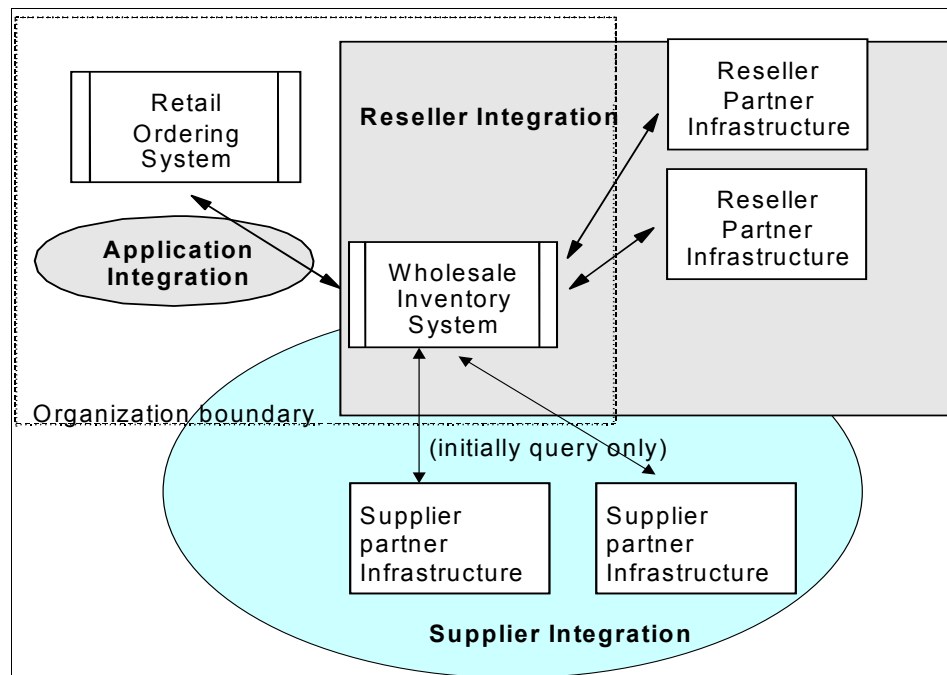 Retail
Ordering
System
Reseller Integration
Reseller
Partner
Infrastructure
Reseller
Partner
Infrastructure
Application
Integration
Wholesale
Inventory
System
Organization boundary
(initially query only)
Supplier
partner
Infrastructure
Supplier
partner
Infrastructure
Supplier Integration